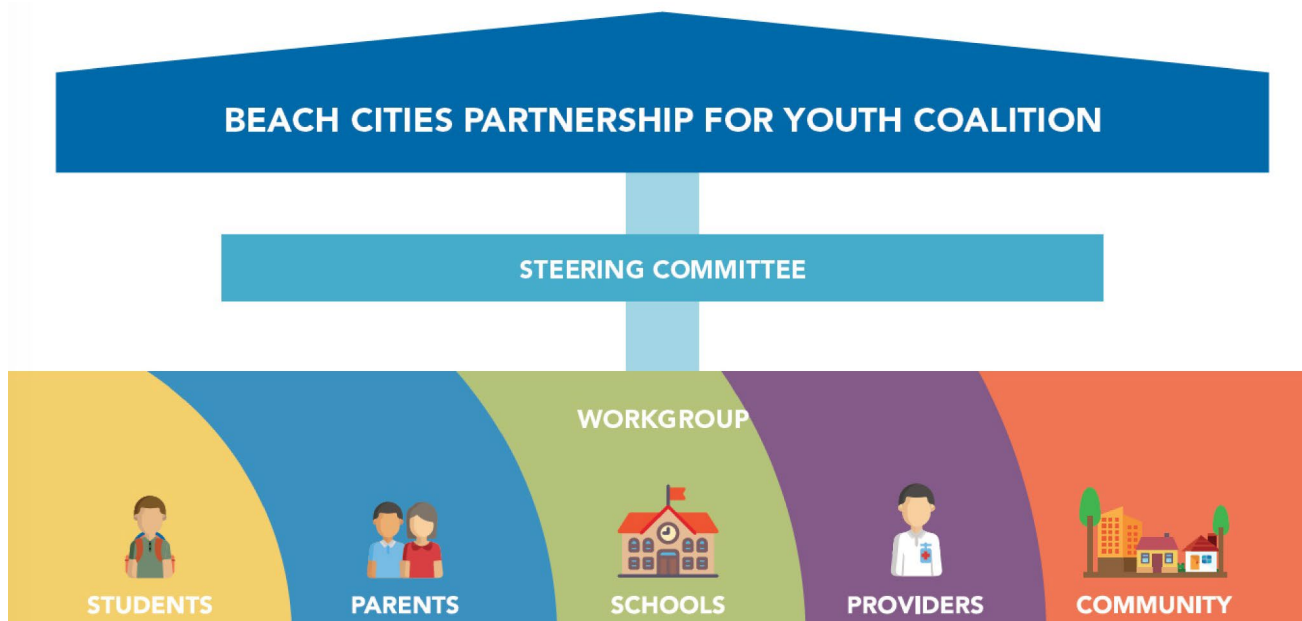 BEACH CITIES PARTNERSHIP FOR YOUTH COALITION
STEERING COMMITTEE
WORKGROUP
STUDENTS
PARENTS
SCHOOLS
PROVIDERS
COMMUNITY